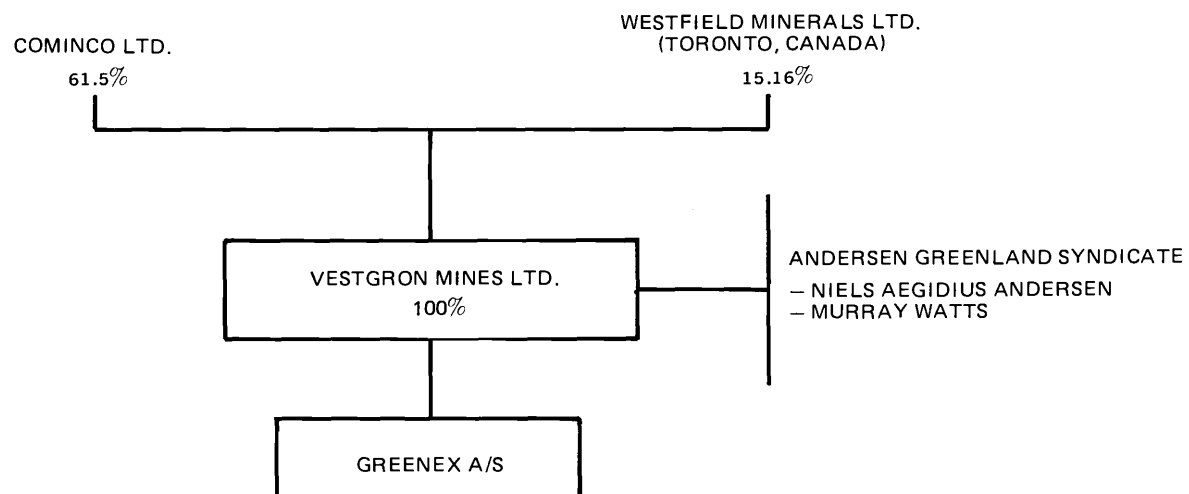 COMINCO LTD.
61.5%
WESTFIELD MINERALS LTD.
(TORONTO, CANADA)
15.16%
VESTGRON MINES LTD.
100%
ANDERSEN GREENLAND SYNDICATE
– NIELS AEGIDIUS ANDERSEN
– MURRAY WATTS
GREENEX A/S